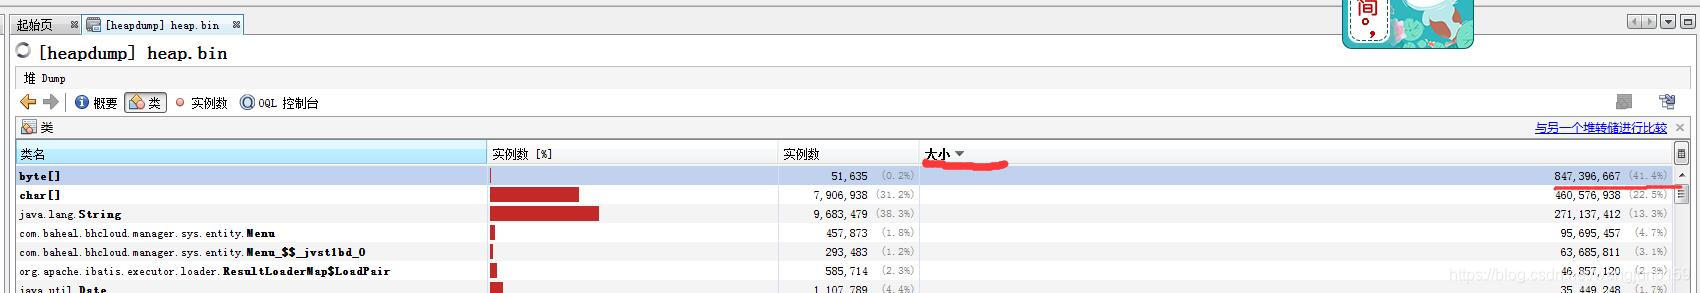 起始页 [heapdump] heap.bin
间。,
[heapdump] heap.bin
堆 Dump
概要 类 实例数 OQL 控制台
类 与另一个堆转储进行比较
类名 实例数 [%] 实例数 大小
byte[] 51,635 (0.2%) 847,396,667 (41.4%)
char[] 7,906,938 (31.2%) 460,576,938 (22.5%)
java.lang.String 9,683,479 (38.3%) 271,137,412 (13.3%)
com.baheal.bhcloud.manager.sys.entity.Menu 457,873 (1.8%) 95,695,457 (4.7%)
com.baheal.bhcloud.manager.sys.entity.Menu_$$_jvst1bd_0 293,483 (1.2%) 63,685,811 (3.1%)
org.apache.ibatis.executor.loader.ResultLoaderMap$LoadPair 585,714 (2.3%) 46,857,120 (2.3%)
java.util.Date 1,107,789 (4.4%) 35,449,248 (1.7%)